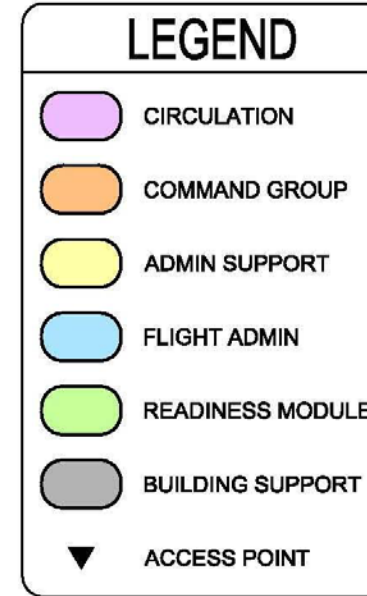 LEGEND
CIRCULATION
COMMAND GROUP
ADMIN SUPPORT
FLIGHT ADMIN
READINESS MODULE
BUILDING SUPPORT
ACCESS POINT